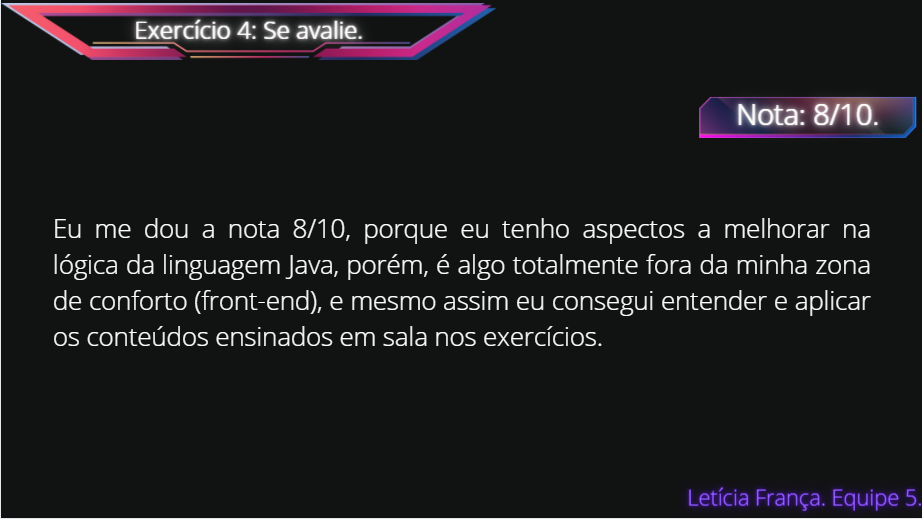 Exercício 4: Se avalie.
Nota: 8/10.
Eu me dou a nota 8/10, porque eu tenho aspectos a melhorar na
lógica da linguagem Java, porém, é algo totalmente fora da minha zona
de conforto (front-end), e mesmo assim eu consegui entender e aplicar
os conteúdos ensinados em sala nos exercícios.
Letícia França. Equipe 5.